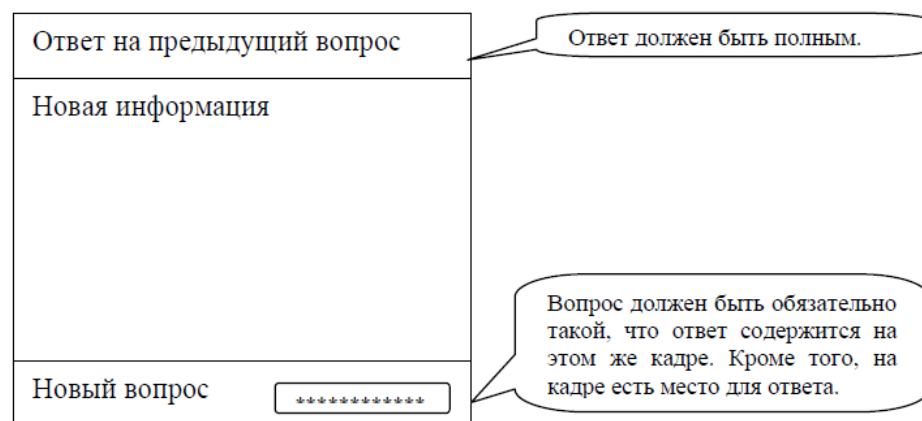 Ответ на предыдущий вопрос
Ответ должен быть полным.
Новая информация
Вопрос должен быть обязательно
такой, что ответ содержится на
этом же кадре. Кроме того, на
кадре есть место для ответа.
Новый вопрос
************